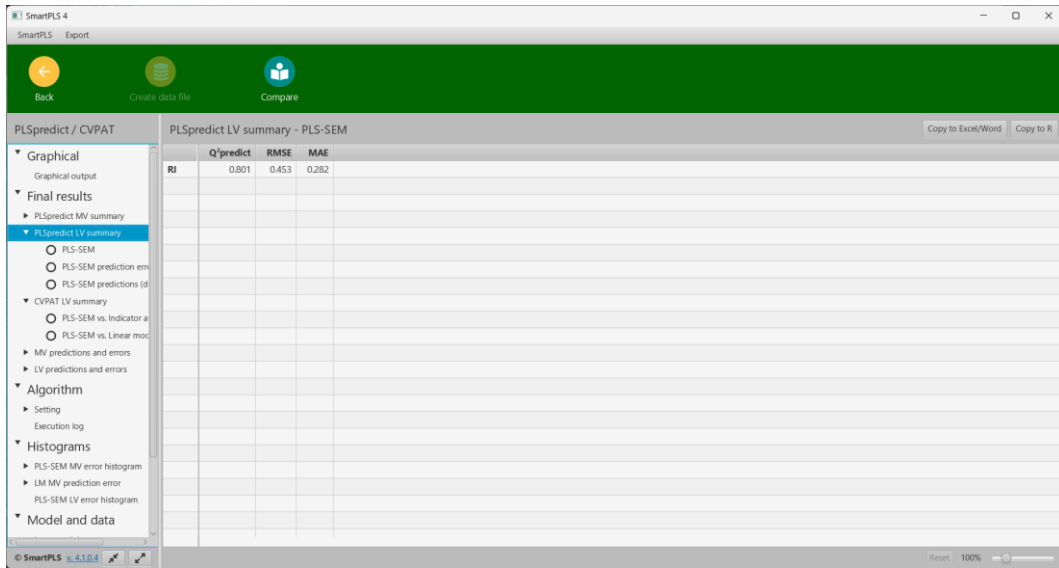 SmartPLS 4
SmartPLS Export
Back Create data file Compare
PLSpredict / CVPAT
PLSpredict LV summary - PLS-SEM
Copy to Excel/Word Copy to R
Graphical
Graphical output
Final results
PLSpredict MV summary
PLSpredict LV summary
PLS-SEM
PLS-SEM prediction em
PLS-SEM predictions (d
CVPAT LV summary
PLS-SEM vs. Indicator a
PLS-SEM vs. Linear moc
MV predictions and errors
LV predictions and errors
Algorithm
Setting
Execution log
Histograms
PLS-SEM MV error histogram
LM MV prediction error
PLS-SEM LV error histogram
Model and data
Q²predict RMSE MAE
RI 0.801 0.453 0.282
© SmartPLS v. 4.1.0.4
Reset 100%